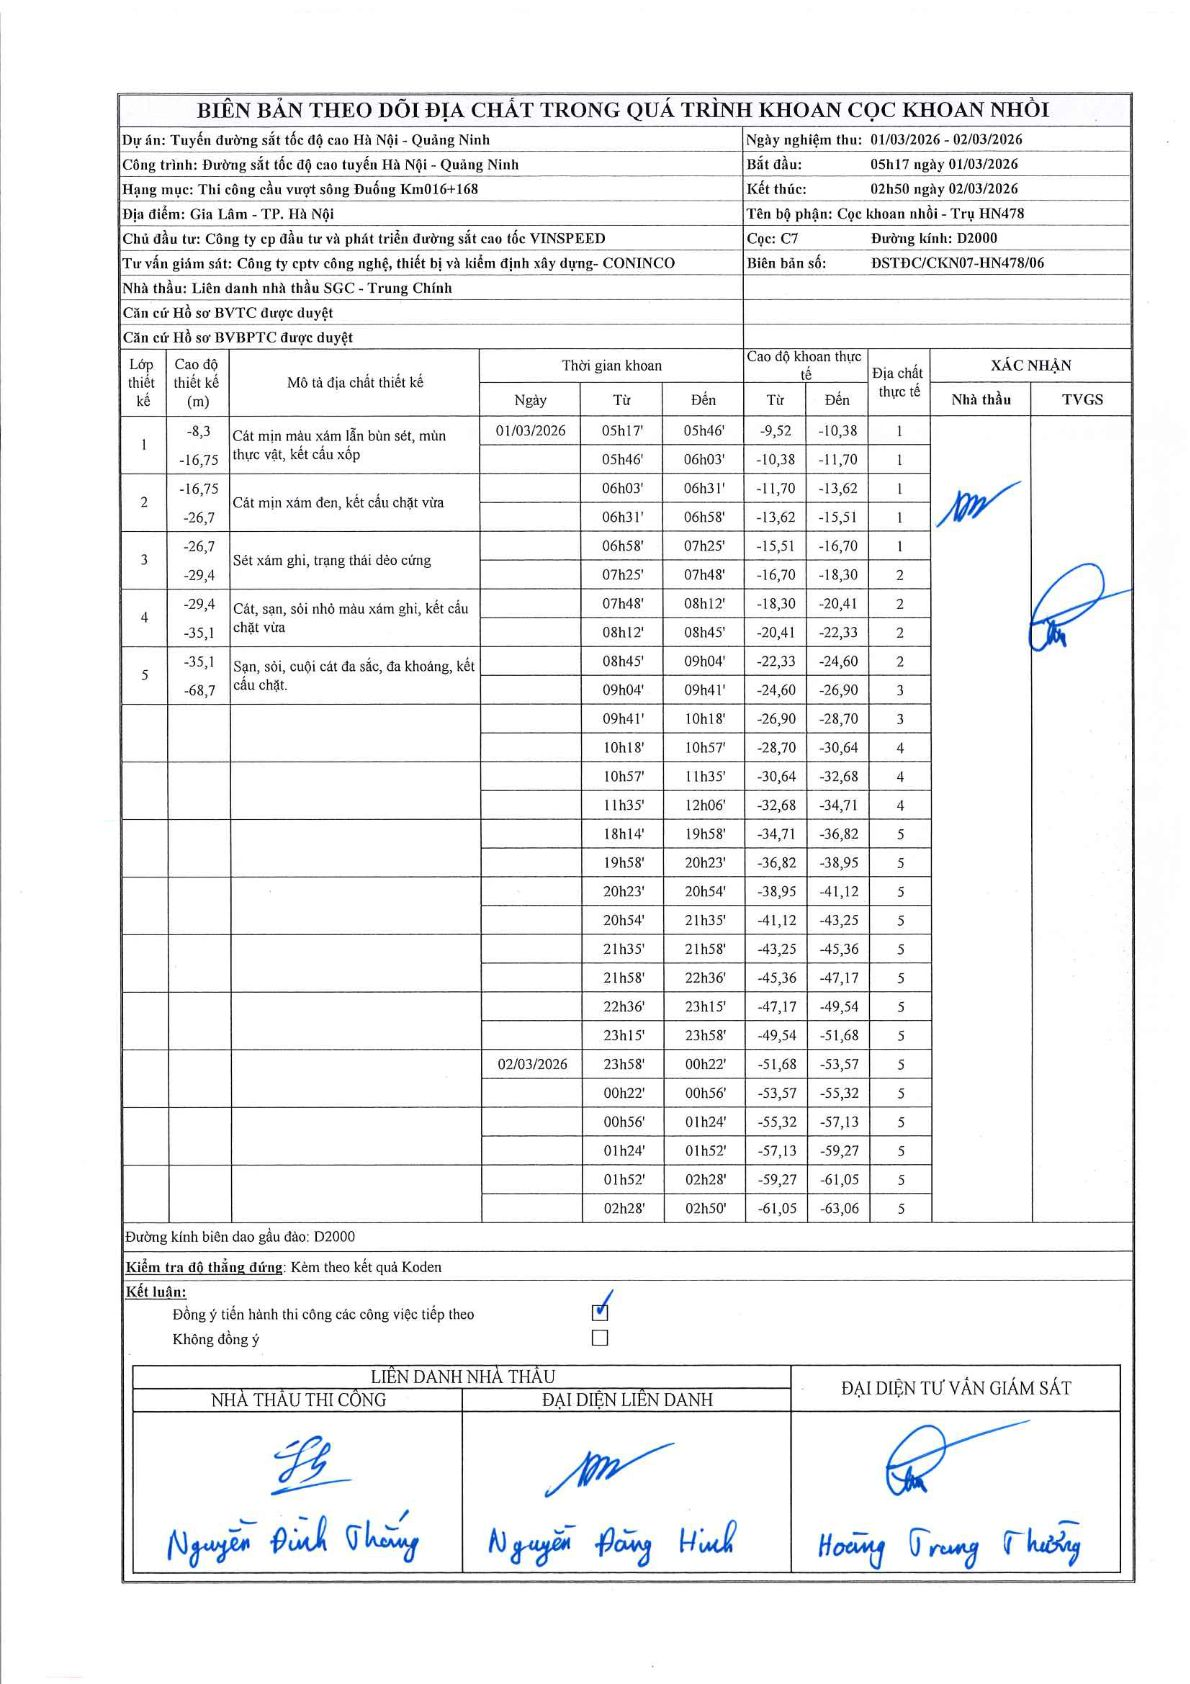 BIÊN BẢN THEO DÕI ĐỊA CHẤT TRONG QUÁ TRÌNH KHOAN CỌC KHOAN NHỒI
Dự án: Tuyến đường sắt tốc độ cao Hà Nội - Quảng Ninh
Ngày nghiệm thu: 01/03/2026 - 02/03/2026
Công trình: Đường sắt tốc độ cao tuyến Hà Nội - Quảng Ninh
Bắt đầu: 05h17 ngày 01/03/2026
Hạng mục: Thi công cầu vượt sông Đuống Km016+168
Kết thúc: 02h50 ngày 02/03/2026
Địa điểm: Gia Lâm - TP. Hà Nội
Tên bộ phận: Cọc khoan nhồi - Trụ HN478
Chủ đầu tư: Công ty cp đầu tư và phát triển đường sắt cao tốc VINSPEED
Cọc: C7 Đường kính: D2000
Tư vấn giám sát: Công ty cptv công nghệ, thiết bị và kiểm định xây dựng- CONINCO
Biên bản số: ĐSTĐC/CKN07-HN478/06
Nhà thầu: Liên danh nhà thầu SGC - Trung Chính
Căn cứ Hồ sơ BVTC được duyệt
Căn cứ Hồ sơ BVBPTC được duyệt
Lớp thiết kế
Cao độ thiết kế (m)
Mô tả địa chất thiết kế
Thời gian khoan
Cao độ khoan thực tế
Địa chất thực tế
XÁC NHẬN
Ngày Từ Đến Từ Đến Nhà thầu TVGS
1 -8,3 -16,75 Cát mịn màu xám lẫn bùn sét, mùn thực vật, kết cấu xốp
01/03/2026 05h17' 05h46' -9,52 -10,38 1
05h46' 06h03' -10,38 -11,70 1
2 -16,75 -26,7 Cát mịn xám đen, kết cấu chặt vừa
06h03' 06h31' -11,70 -13,62 1
06h31' 06h58' -13,62 -15,51 1
3 -26,7 -29,4 Sét xám ghi, trạng thái dẻo cứng
06h58' 07h25' -15,51 -16,70 1
07h25' 07h48' -16,70 -18,30 2
4 -29,4 -35,1 Cát, sạn, sỏi nhỏ màu xám ghi, kết cấu chặt vừa
07h48' 08h12' -18,30 -20,41 2
08h12' 08h45' -20,41 -22,33 2
5 -35,1 -68,7 Sạn, sỏi, cuội cát đa sắc, đa khoáng, kết cấu chặt.
08h45' 09h04' -22,33 -24,60 2
09h04' 09h41' -24,60 -26,90 3
09h41' 10h18' -26,90 -28,70 3
10h18' 10h57' -28,70 -30,64 4
10h57' 11h35' -30,64 -32,68 4
11h35' 12h06' -32,68 -34,71 4
18h14' 19h58' -34,71 -36,82 5
19h58' 20h23' -36,82 -38,95 5
20h23' 20h54' -38,95 -41,12 5
20h54' 21h35' -41,12 -43,25 5
21h35' 21h58' -43,25 -45,36 5
21h58' 22h36' -45,36 -47,17 5
22h36' 23h15' -47,17 -49,54 5
23h15' 23h58' -49,54 -51,68 5
02/03/2026 23h58' 00h22' -51,68 -53,57 5
00h22' 00h56' -53,57 -55,32 5
00h56' 01h24' -55,32 -57,13 5
01h24' 01h52' -57,13 -59,27 5
01h52' 02h28' -59,27 -61,05 5
02h28' 02h50' -61,05 -63,06 5
Đường kính biên dao gầu đào: D2000
Kiểm tra độ thẳng đứng: Kèm theo kết quả Koden
Kết luận:
Đồng ý tiến hành thi công các công việc tiếp theo
Không đồng ý
LIÊN DANH NHÀ THẦU
ĐẠI DIỆN TƯ VẤN GIÁM SÁT
NHÀ THẦU THI CÔNG
ĐẠI DIỆN LIÊN DANH
Nguyễn Đình Thắng
Nguyễn Đăng Hinh
Hoàng Trung Thưởng